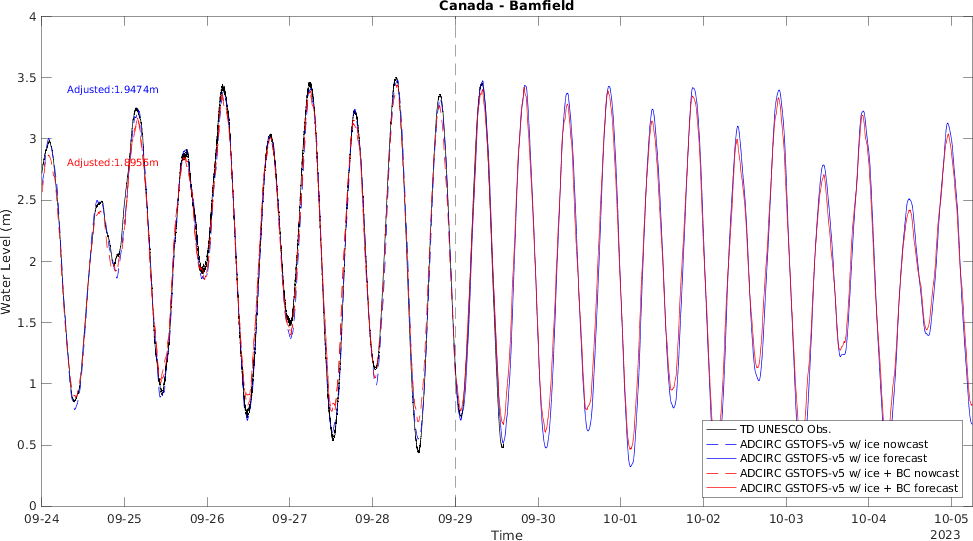 Canada - Bamfield
Water Level (m)
4
3.5
3
2.5
2
1.5
1
0.5
0
Adjusted:1.9474m
Adjusted:1.8956m
TD UNESCO Obs.
ADCIRC GSTOFS-v5 w/ ice nowcast
ADCIRC GSTOFS-v5 w/ ice forecast
ADCIRC GSTOFS-v5 w/ ice + BC nowcast
ADCIRC GSTOFS-v5 w/ ice + BC forecast
09-24 09-25 09-26 09-27 09-28 09-29 09-30 10-01 10-02 10-03 10-04 10-05
2023
Time